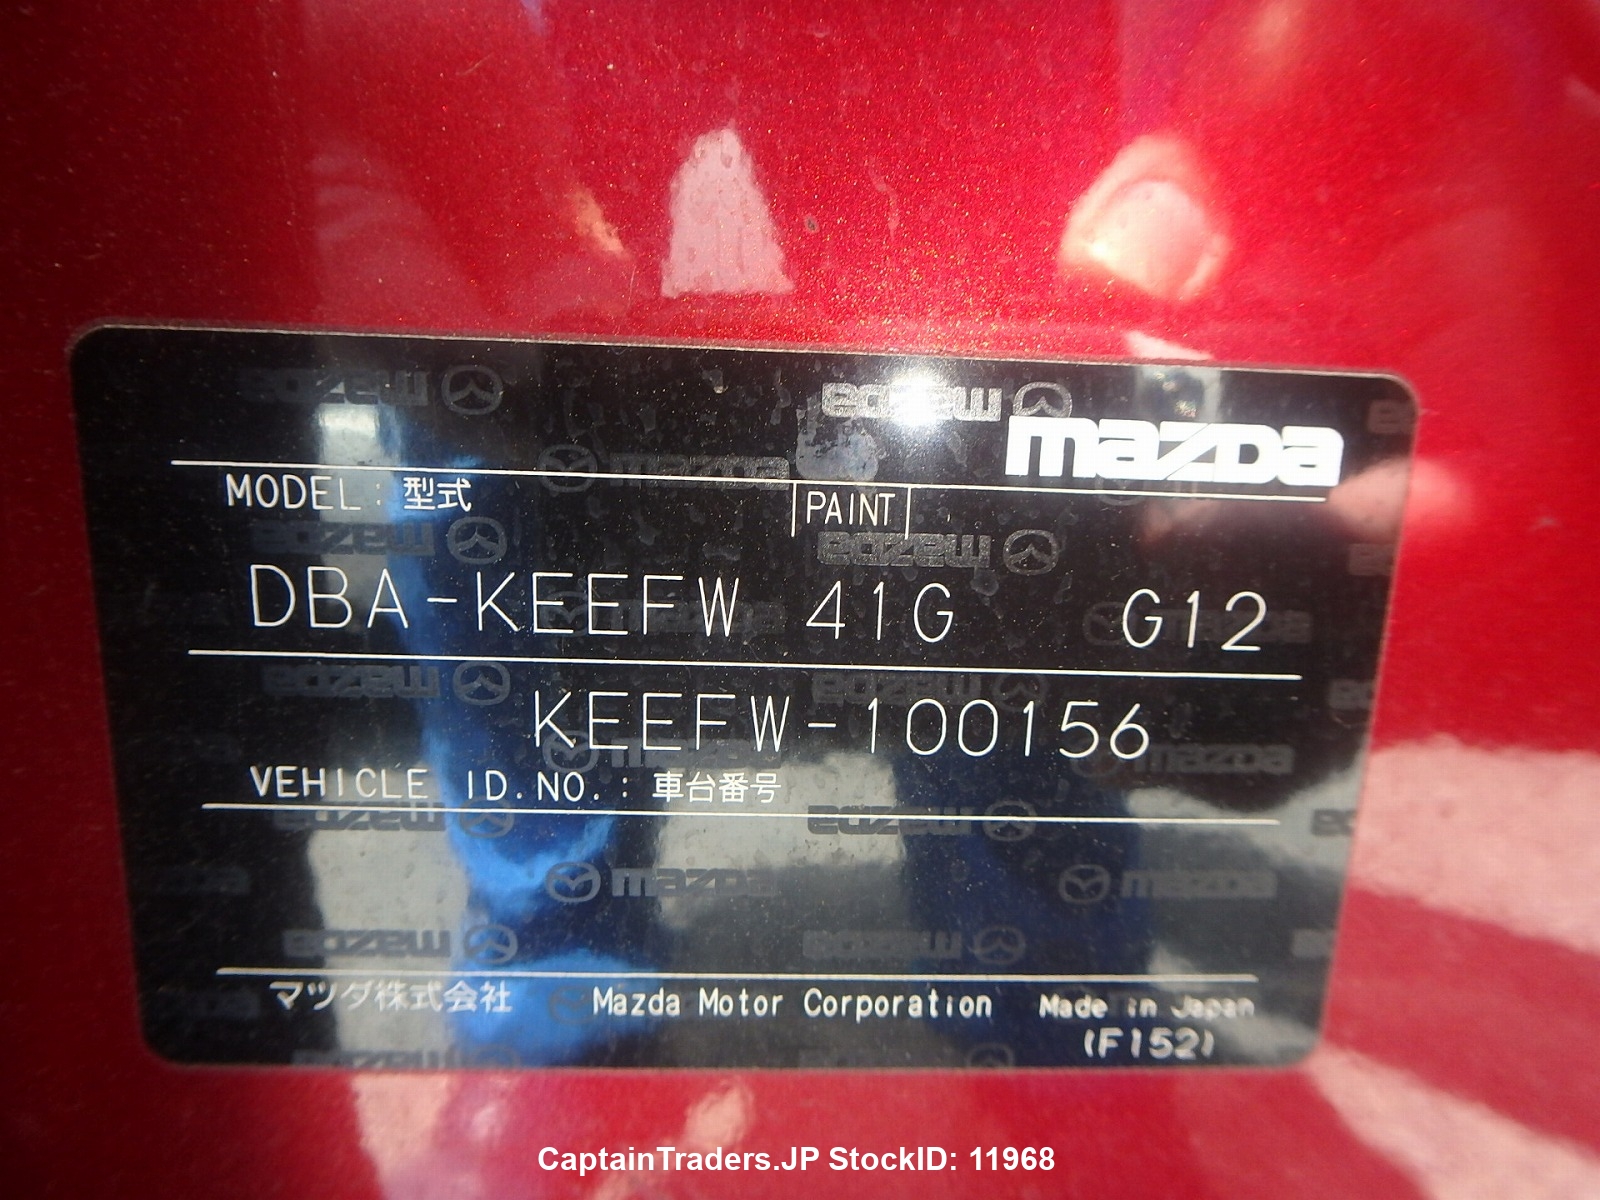 mazda
MODEL : 型式 PAINT
DBA-KEEFW 41G G12
KEEFW-100156
VEHICLE ID. NO. : 車台番号
マツダ株式会社 Mazda Motor Corporation Made in Japan
(F152)
CaptainTraders.JP StockID: 11968